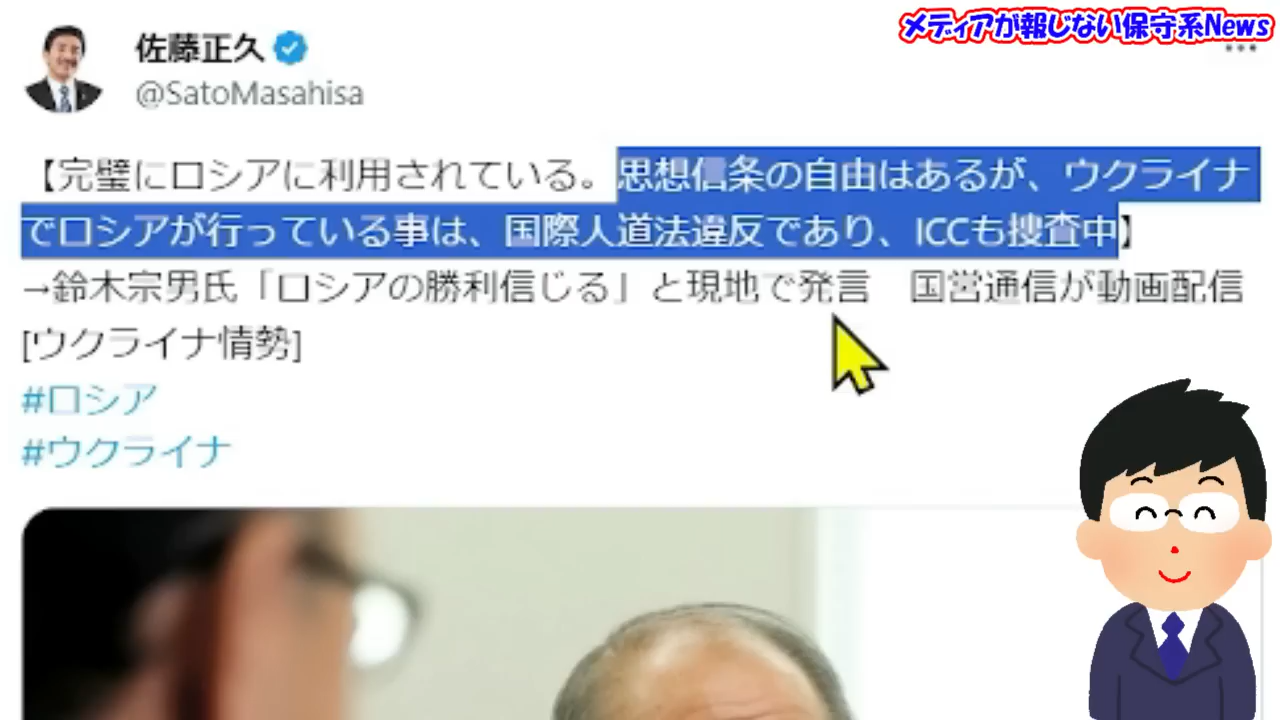 メディアが報じない保守系News
佐藤正久
@SatoMasahisa
【完璧にロシアに利用されている。思想信条の自由はあるが、ウクライナ
でロシアが行っている事は、国際人道法違反であり、ICCも捜査中】
→鈴木宗男氏「ロシアの勝利信じる」と現地で発言　国営通信が動画配信
[ウクライナ情勢]
#ロシア
#ウクライナ